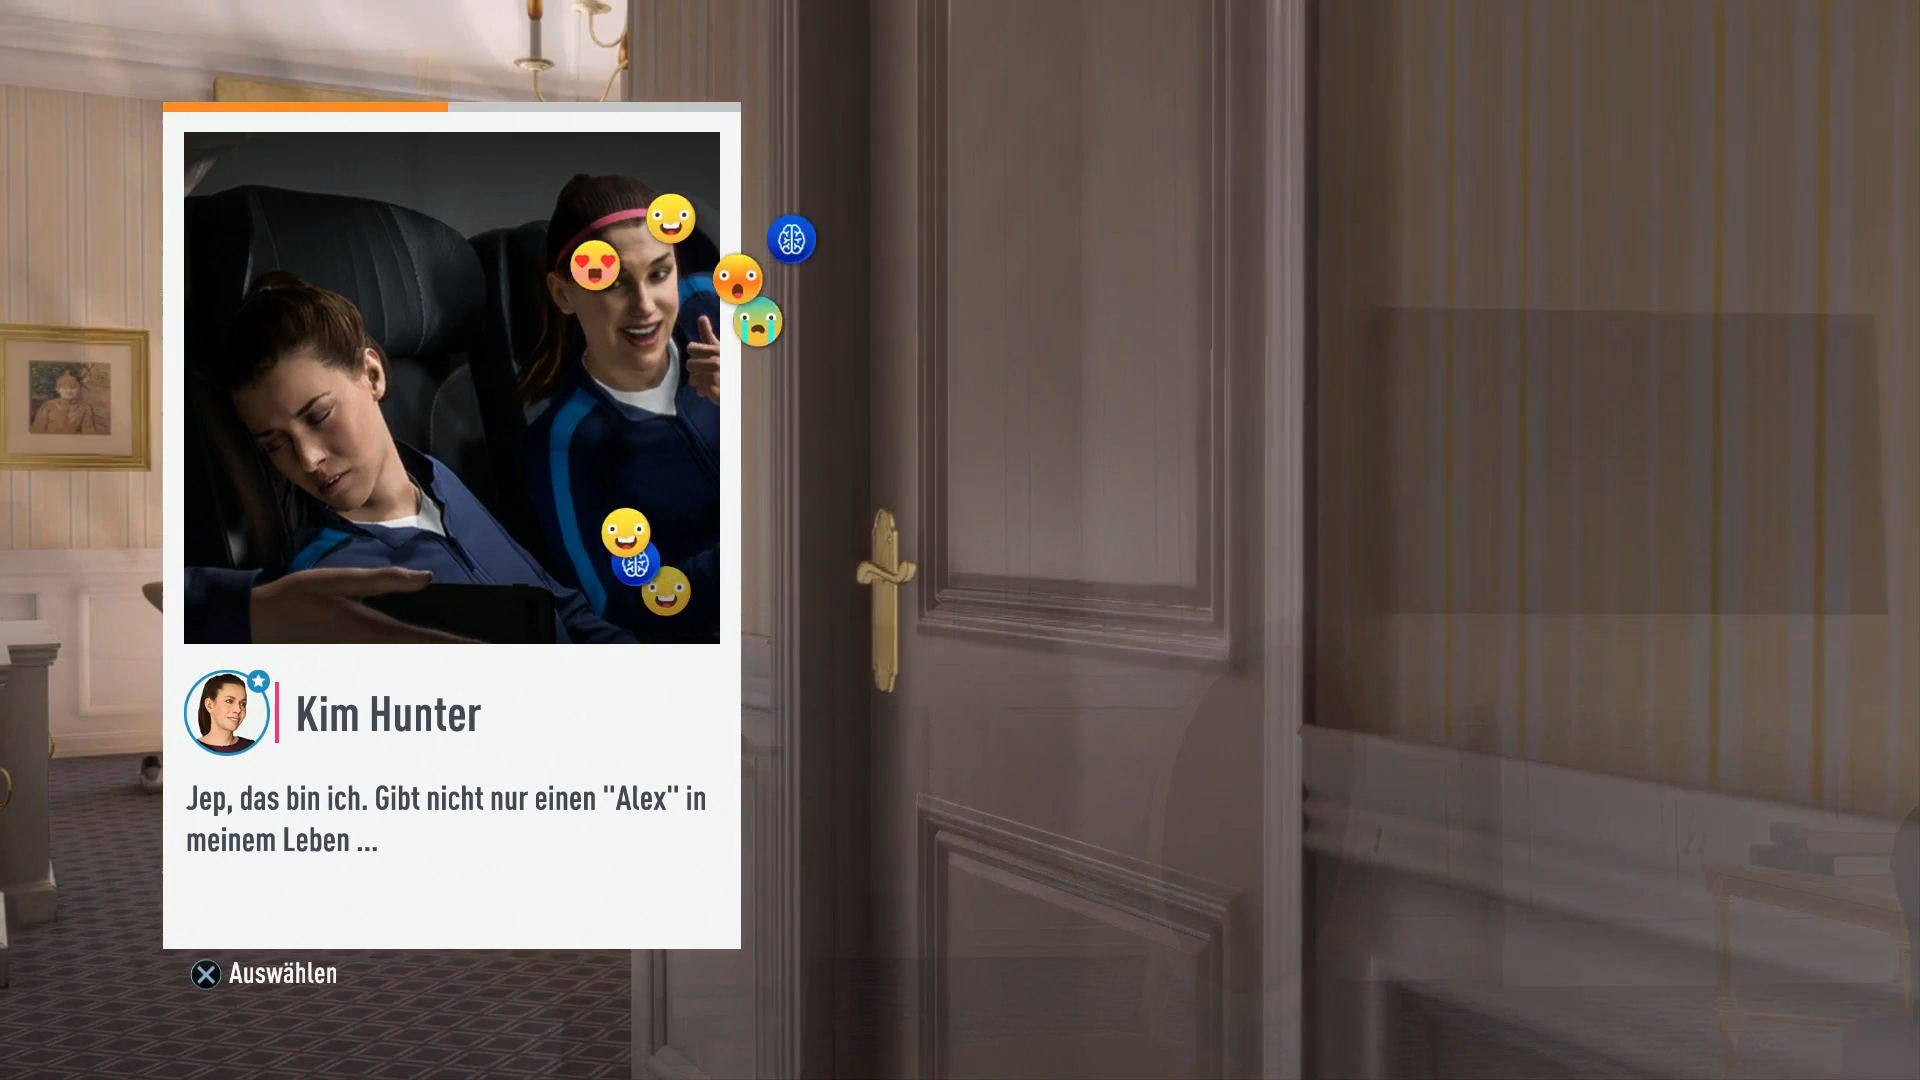 Kim Hunter
Jep, das bin ich. Gibt nicht nur einen "Alex" in
meinem Leben ...
Auswählen